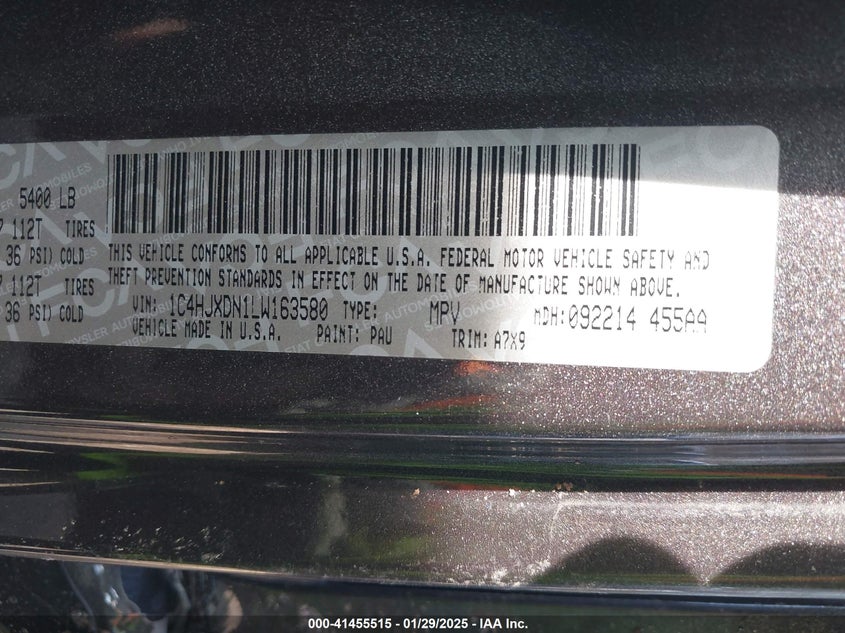 5400 LB
112T TIRES
36 PSI) COLD
112T TIRES
36 PSI) COLD
THIS VEHICLE CONFORMS TO ALL APPLICABLE U.S.A. FEDERAL MOTOR VEHICLE SAFETY AND
THEFT PREVENTION STANDARDS IN EFFECT ON THE DATE OF MANUFACTURE SHOWN ABOVE.
VIN: 1C4HJXDN1LW163580 TYPE: MPV MDH:092214 455AA
VEHICLE MADE IN U.S.A. PAINT: PAU TRIM: A7X9
000-41455515 - 01/29/2025 - IAA Inc.